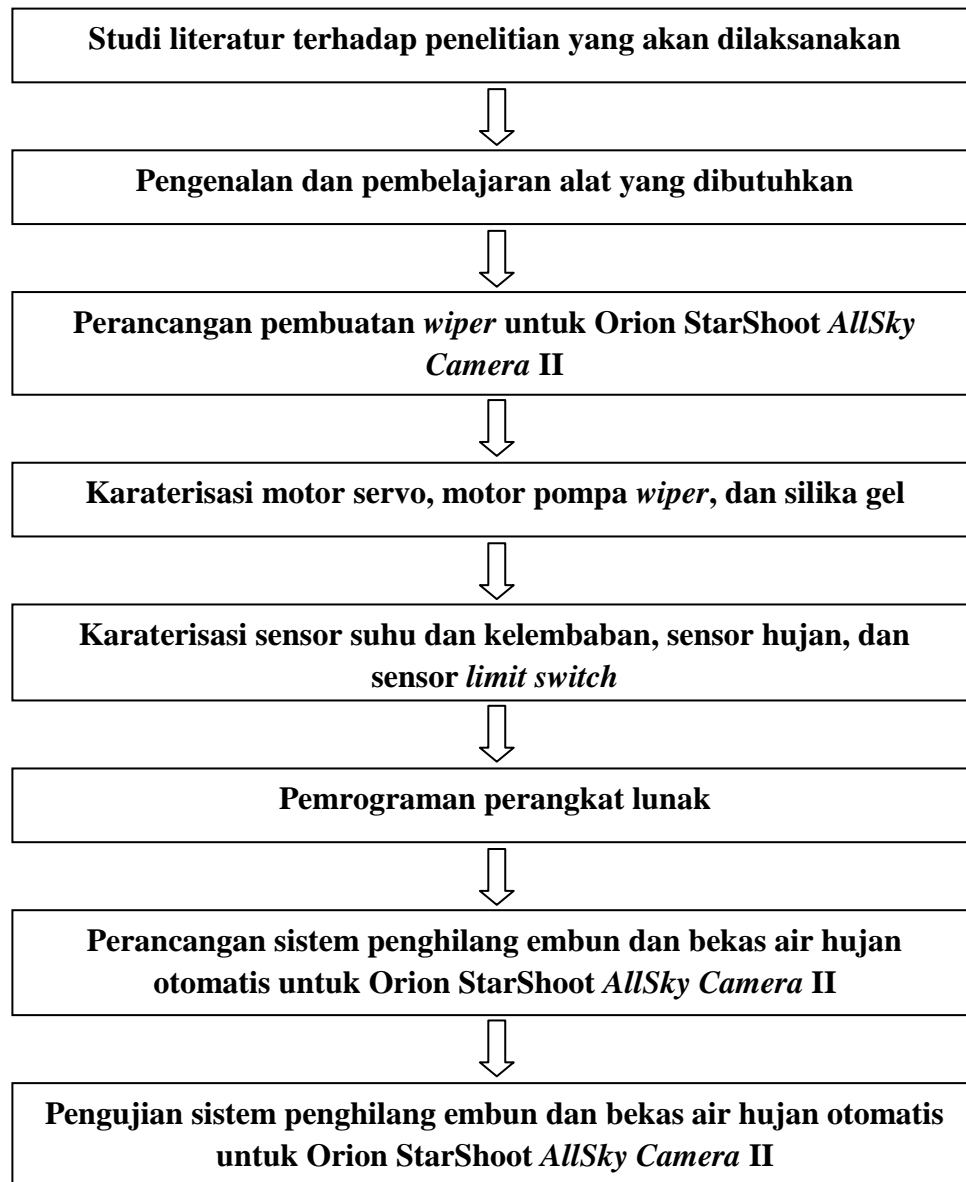 Studi literatur terhadap penelitian yang akan dilaksanakan
Pengenalan dan pembelajaran alat yang dibutuhkan
Perancangan pembuatan wiper untuk Orion StarShoot AllSky
Camera II
Karaterisasi motor servo, motor pompa wiper, dan silika gel
Karaterisasi sensor suhu dan kelembaban, sensor hujan, dan
sensor limit switch
Pemrograman perangkat lunak
Perancangan sistem penghilang embun dan bekas air hujan
otomatis untuk Orion StarShoot AllSky Camera II
Pengujian sistem penghilang embun dan bekas air hujan otomatis
untuk Orion StarShoot AllSky Camera II